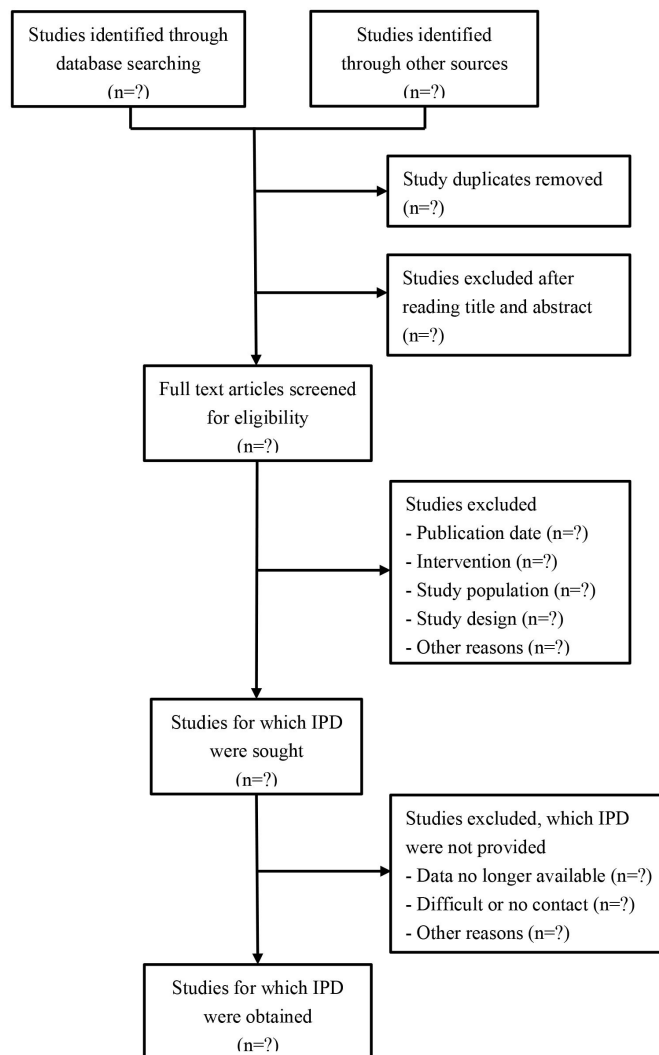 Studies identified through
database searching
(n=?)
Studies identified
through other sources
(n=?)
Study duplicates removed
(n=?)
Studies excluded after
reading title and abstract
(n=?)
Full text articles screened
for eligibility
(n=?)
Studies excluded
- Publication date (n=?)
- Intervention (n=?)
- Study population (n=?)
- Study design (n=?)
- Other reasons (n=?)
Studies for which IPD
were sought
(n=?)
Studies excluded, which IPD
were not provided
- Data no longer available (n=?)
- Difficult or no contact (n=?)
- Other reasons (n=?)
Studies for which IPD
were obtained
(n=?)